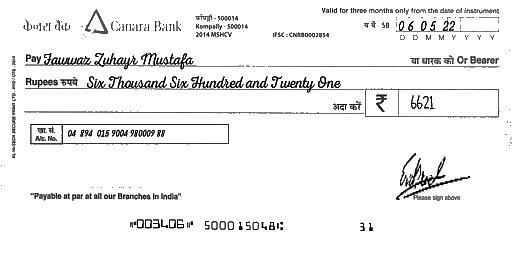 Valid for three months only from the date of instrument
केनरा बैंक Canara Bank
कोम्पल्ली - 500014
Kompally - 500014
2014 MSHCV
IFSC : CNRB0002854
SB 06 05 22
D D M M Y Y Y Y
Pay Fawwaz Zuhayr Mustafa या धारक को Or Bearer
Rupees रुपये Six Thousand Six Hundred and Twenty One
अदा करें ₹ 6621
खा. सं.
A/c. No. 04 894 015 9004 980009 88
Please sign above
"Payable at par at all our Branches in India"
⑈003406⑈ 500015048⑆ 31